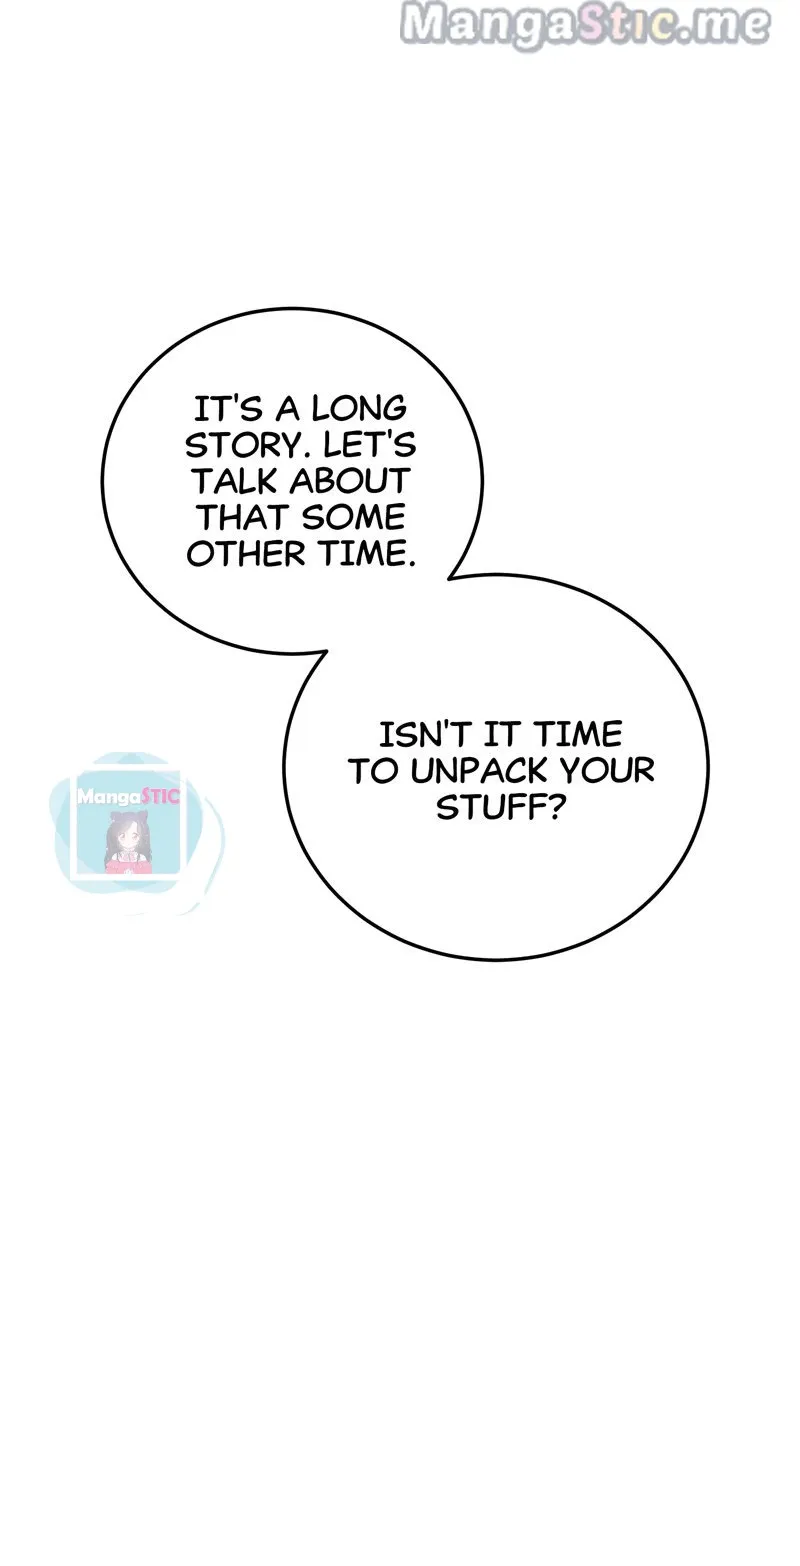 MangaStic.me
IT'S A LONG
STORY. LET'S
TALK ABOUT
THAT SOME
OTHER TIME.
ISN'T IT TIME
TO UNPACK YOUR
STUFF?
MangaSTIC